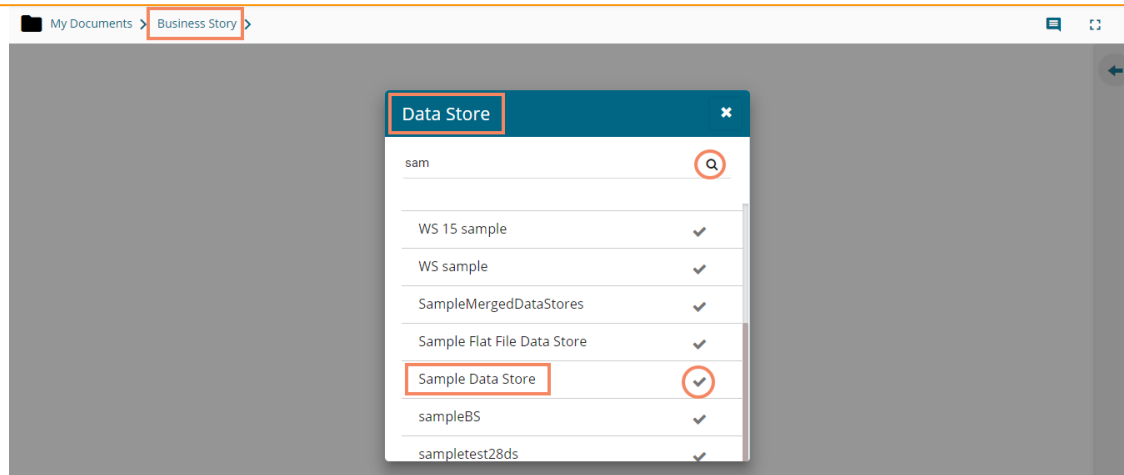 My Documents > Business Story >
Data Store
sam
WS 15 sample
WS sample
SampleMergedDataStores
Sample Flat File Data Store
Sample Data Store
sampleBS
sampletest28ds